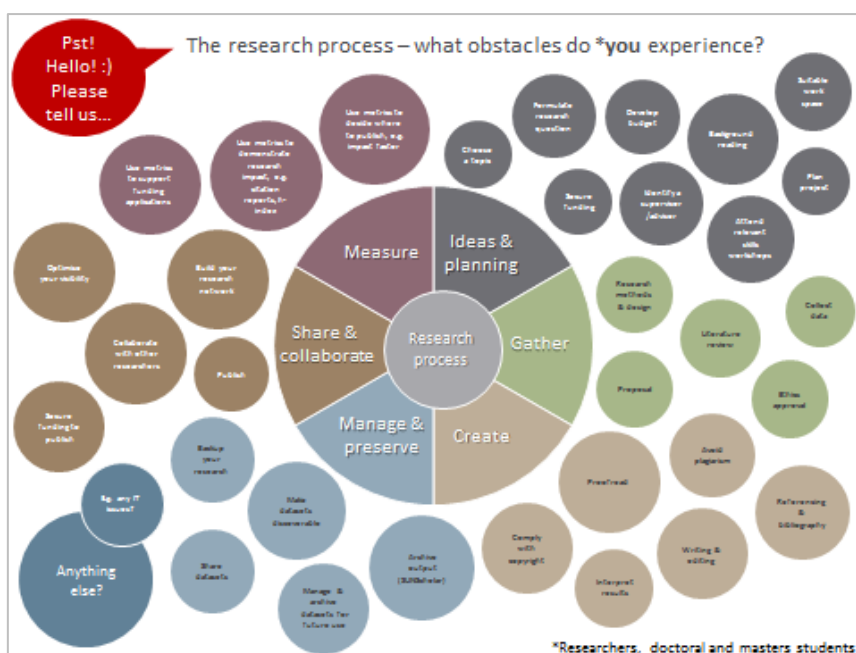 Pst!
Hello! :)
Please
tell us...
The research process – what obstacles do *you experience?
Use metrics to
decide where
to publish, e.g.
impact factor
Use metrics to
demonstrate
research
impact, e.g.
citation
reports, h-
index
Use metrics
to support
funding
applications
Choose
a topic
Formulate
research
question
Develop
budget
Background
reading
Suitable
work
space
Secure
funding
Identify a
supervisor
/adviser
Attend
relevant
skills
workshops
Plan
project
Measure
Ideas &
planning
Share &
collaborate
Research
process
Gather
Manage &
preserve
Create
Optimise
your visibility
Build your
research
network
Collaborate
with other
researchers
Publish
Secure
funding to
publish
Research
methods
& design
Literature
review
Collect
data
Proposal
Ethics
approval
Backup
your
research
Make
datasets
discoverable
Share
datasets
Manage &
archive
datasets for
future use
Archive
output
(SUNScholar)
Proofread
Avoid
plagiarism
Referencing
&
bibliography
Comply
with
copyright
Interpret
results
Writing &
editing
Eg. any IT
issues?
Anything
else?
*Researchers, doctoral and masters students